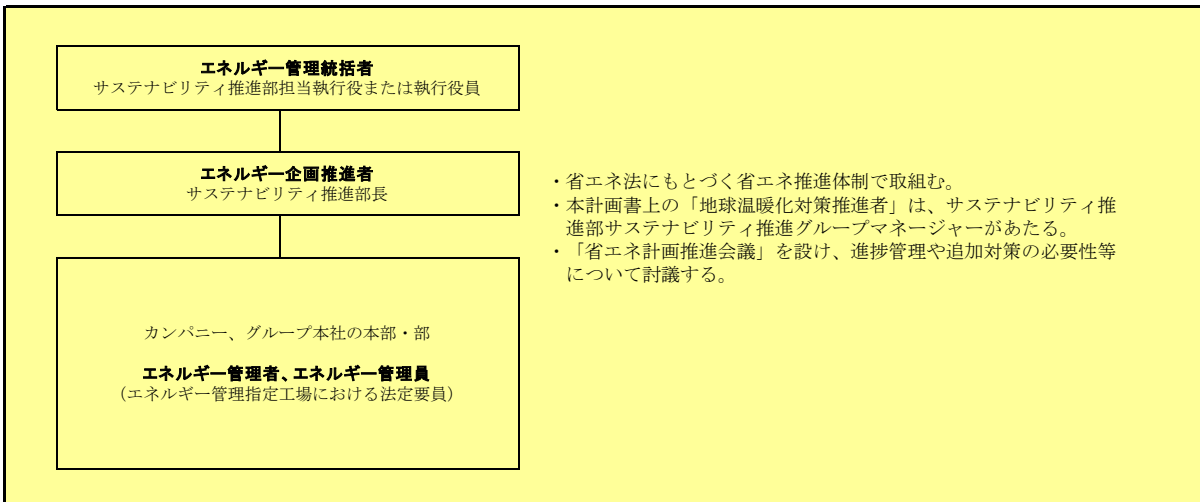 エネルギー管理統括者
サステナビリティ推進部担当執行役または執行役員
エネルギー企画推進者
サステナビリティ推進部長
カンパニー、グループ本社の本部・部
エネルギー管理者、エネルギー管理員
（エネルギー管理指定工場における法定要員）
・省エネ法にもとづく省エネ推進体制で取組む。
・本計画書上の「地球温暖化対策推進者」は、サステナビリティ推
進部サステナビリティ推進グループマネージャーがあたる。
・「省エネ計画推進会議」を設け、進捗管理や追加対策の必要性等
について討議する。